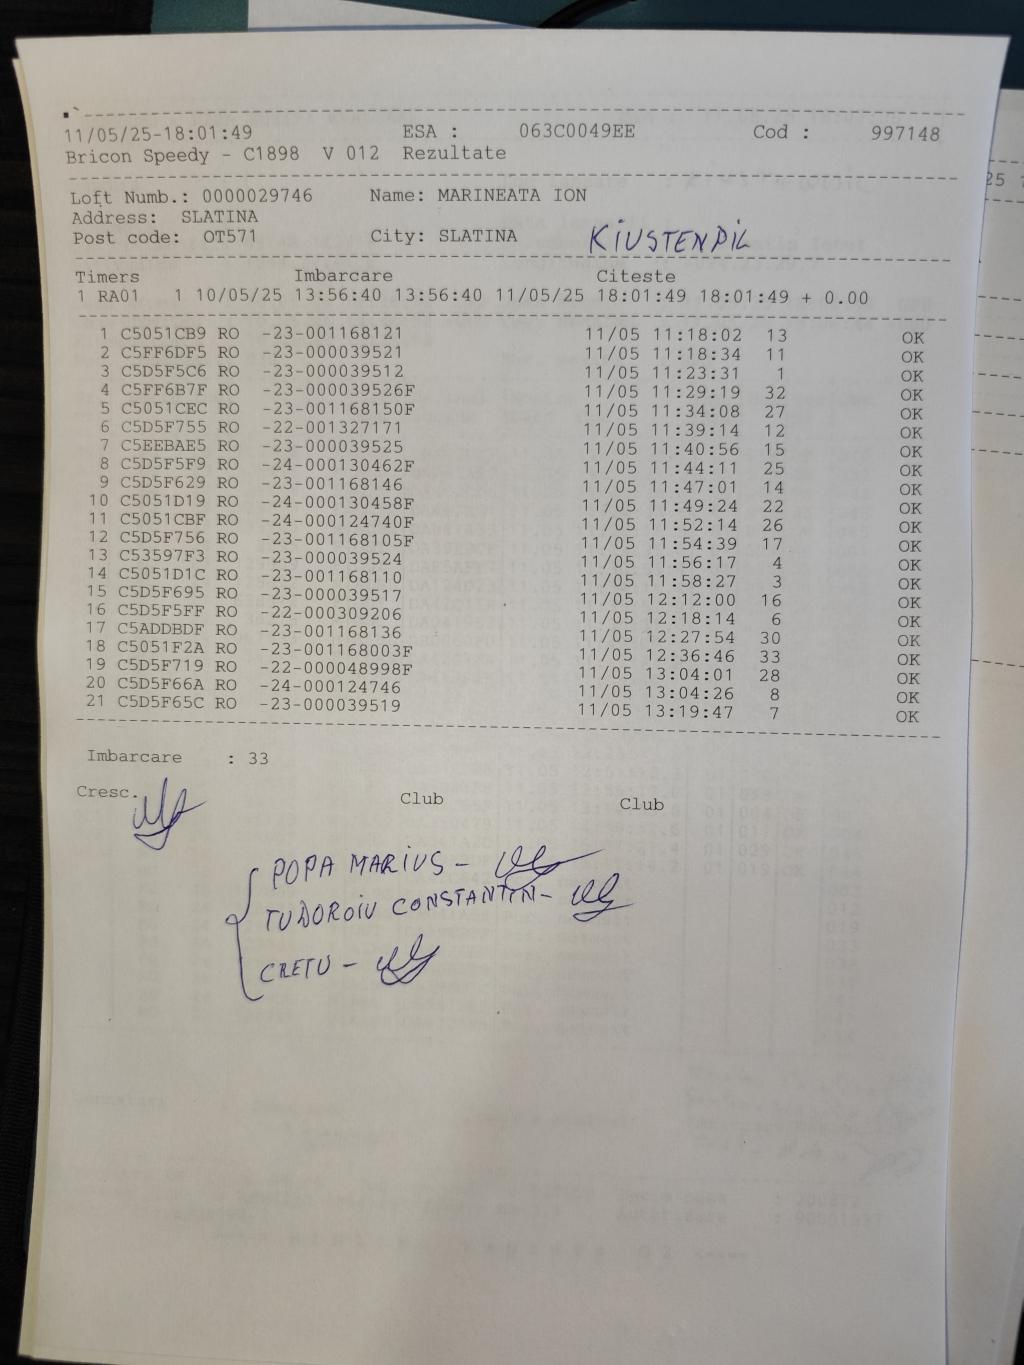 11/05/25-18:01:49 ESA : 063C0049EE Cod : 997148
Bricon Speedy - C1898 V 012 Rezultate
Loft Numb.: 0000029746 Name: MARINEATA ION
Address: SLATINA
Post code: OT571 City: SLATINA KIUSTENDIL
Timers Imbarcare Citeste
1 RA01 1 10/05/25 13:56:40 13:56:40 11/05/25 18:01:49 18:01:49 + 0.00
1 C5051CB9 RO -23-001168121 11/05 11:18:02 13 OK
2 C5FF6DF5 RO -23-000039521 11/05 11:18:34 11 OK
3 C5D5F5C6 RO -23-000039512 11/05 11:23:31 1 OK
4 C5FF6B7F RO -23-000039526F 11/05 11:29:19 32 OK
5 C5051CEC RO -23-001168150F 11/05 11:34:08 27 OK
6 C5D5F755 RO -22-001327171 11/05 11:39:14 12 OK
7 C5EEBAE5 RO -23-000039525 11/05 11:40:56 15 OK
8 C5D5F5F9 RO -24-000130462F 11/05 11:44:11 25 OK
9 C5D5F629 RO -23-001168146 11/05 11:47:01 14 OK
10 C5051D19 RO -24-000130458F 11/05 11:49:24 22 OK
11 C5051CBF RO -24-000124740F 11/05 11:52:14 26 OK
12 C5D5F756 RO -23-001168105F 11/05 11:54:39 17 OK
13 C53597F3 RO -23-000039524 11/05 11:56:17 4 OK
14 C5051D1C RO -23-001168110 11/05 11:58:27 3 OK
15 C5D5F695 RO -23-000039517 11/05 12:12:00 16 OK
16 C5D5F5FF RO -22-000309206 11/05 12:18:14 6 OK
17 C5ADDBDF RO -23-001168136 11/05 12:27:54 30 OK
18 C5051F2A RO -23-001168003F 11/05 12:36:46 33 OK
19 C5D5F719 RO -22-000048998F 11/05 13:04:01 28 OK
20 C5D5F66A RO -24-000124746 11/05 13:04:26 8 OK
21 C5D5F65C RO -23-000039519 11/05 13:19:47 7 OK
Imbarcare : 33
Cresc. Club Club
POPA MARIUS -
TUDOROIU CONSTANTIN -
CRETU -